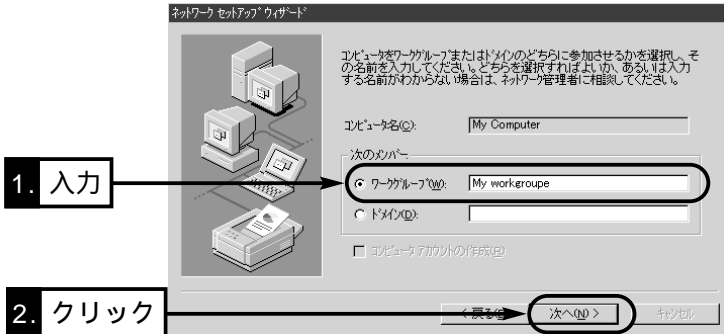 ネットワーク セットアップ ウィザード
コンピュータをワークグループまたはドメインのどちらに参加させるかを選択し、そ
の名前を入力してください。どちらを選択すればよいか、あるいは入力
する名前がわからない場合は、ネットワーク管理者に相談してください。
コンピュータ名(C): My Computer
次のメンバー
1. 入力
ワークグループ(W): My workgroupe
ドメイン(D):
コンピュータ アカウントの作成(R)
2. クリック
< 戻る(B) 次へ(N) > キャンセル